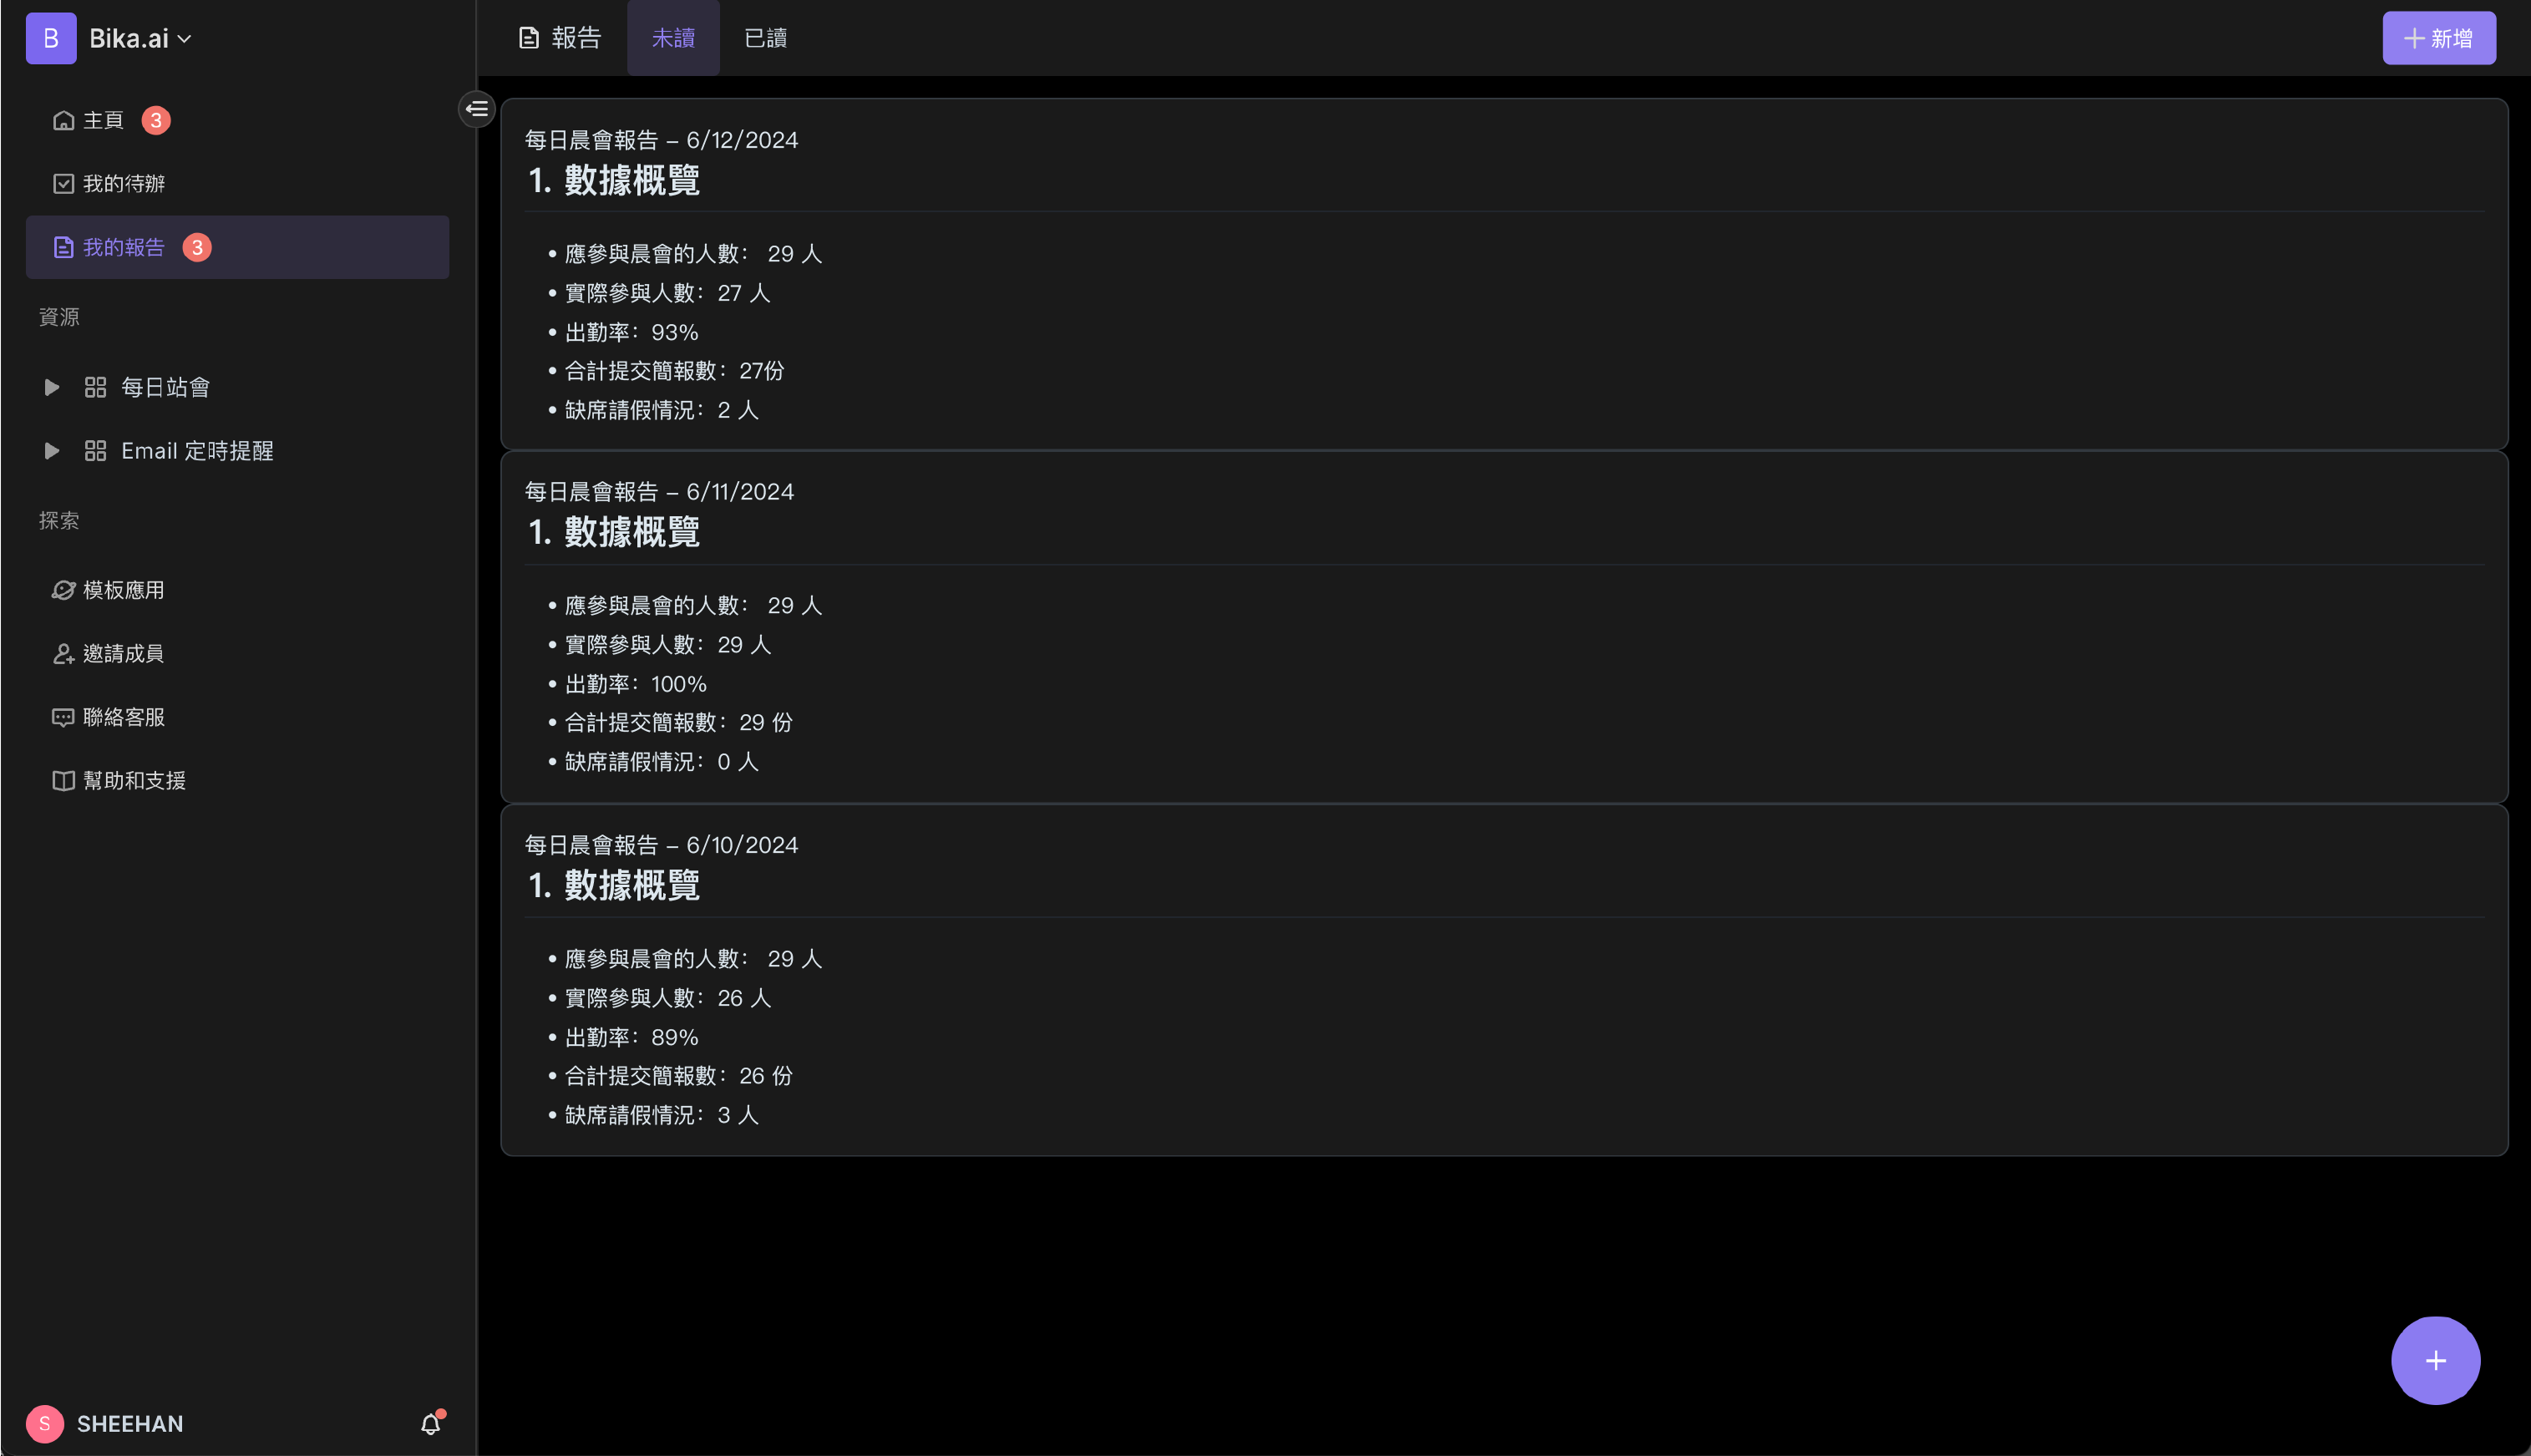 B Bika.ai
主頁 3
我的待辦
我的報告 3
資源
每日站會
Email 定時提醒
探索
模板應用
邀請成員
聯絡客服
幫助和支援
S SHEEHAN
報告 未讀 已讀
新增
每日晨會報告 – 6/12/2024
1. 數據概覽
• 應參與晨會的人數： 29 人
• 實際參與人數：27 人
• 出勤率：93%
• 合計提交簡報數：27份
• 缺席請假情況：2 人
每日晨會報告 – 6/11/2024
1. 數據概覽
• 應參與晨會的人數： 29 人
• 實際參與人數：29 人
• 出勤率：100%
• 合計提交簡報數：29 份
• 缺席請假情況：0 人
每日晨會報告 – 6/10/2024
1. 數據概覽
• 應參與晨會的人數： 29 人
• 實際參與人數：26 人
• 出勤率：89%
• 合計提交簡報數：26 份
• 缺席請假情況：3 人